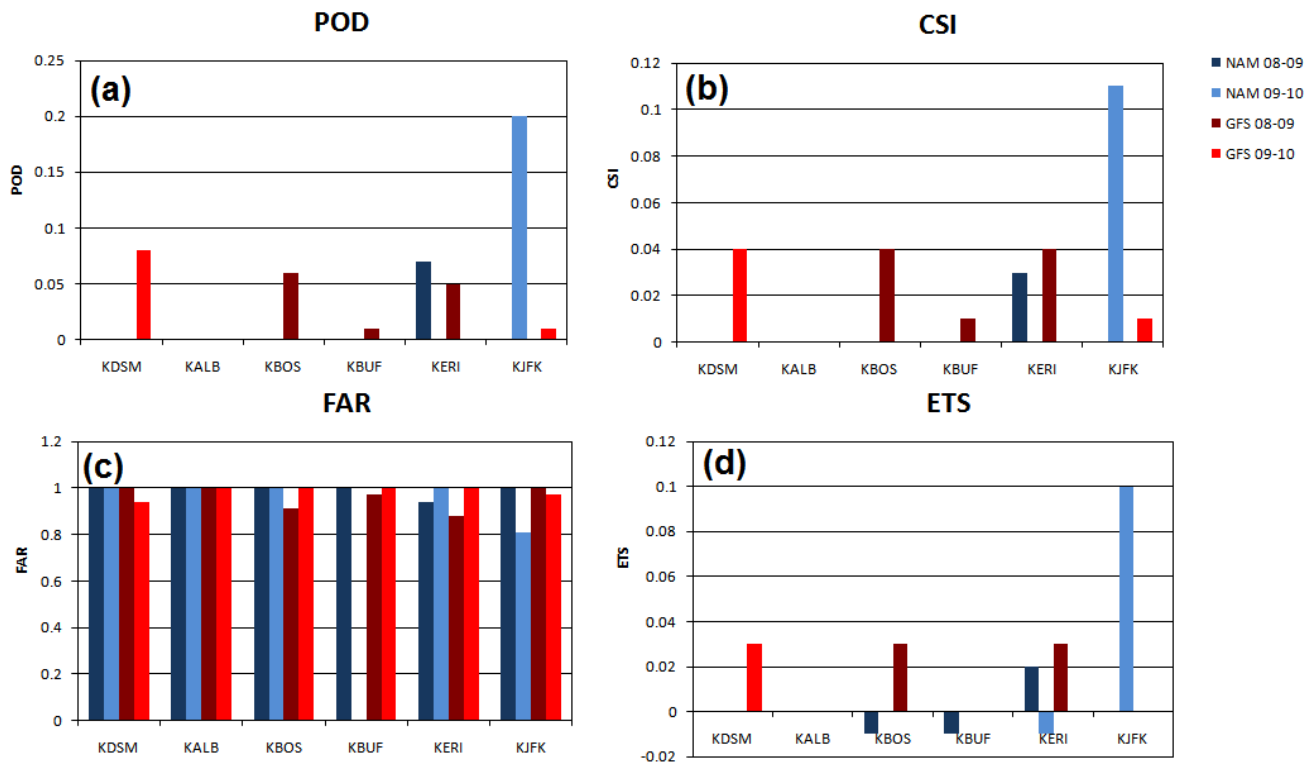 POD
(a)
0.25
0.2
0.15
0.1
0.05
0
POD
KDSM KALB KBOS KBUF KERI KJFK
CSI
(b)
0.12
0.1
0.08
0.06
0.04
0.02
0
CSI
KDSM KALB KBOS KBUF KERI KJFK
NAM 08-09
NAM 09-10
GFS 08-09
GFS 09-10
FAR
(c)
1.2
1
0.8
0.6
0.4
0.2
0
FAR
KDSM KALB KBOS KBUF KERI KJFK
ETS
(d)
0.12
0.1
0.08
0.06
0.04
0.02
0
-0.02
ETS
KDSM KALB KBOS KBUF KERI KJFK